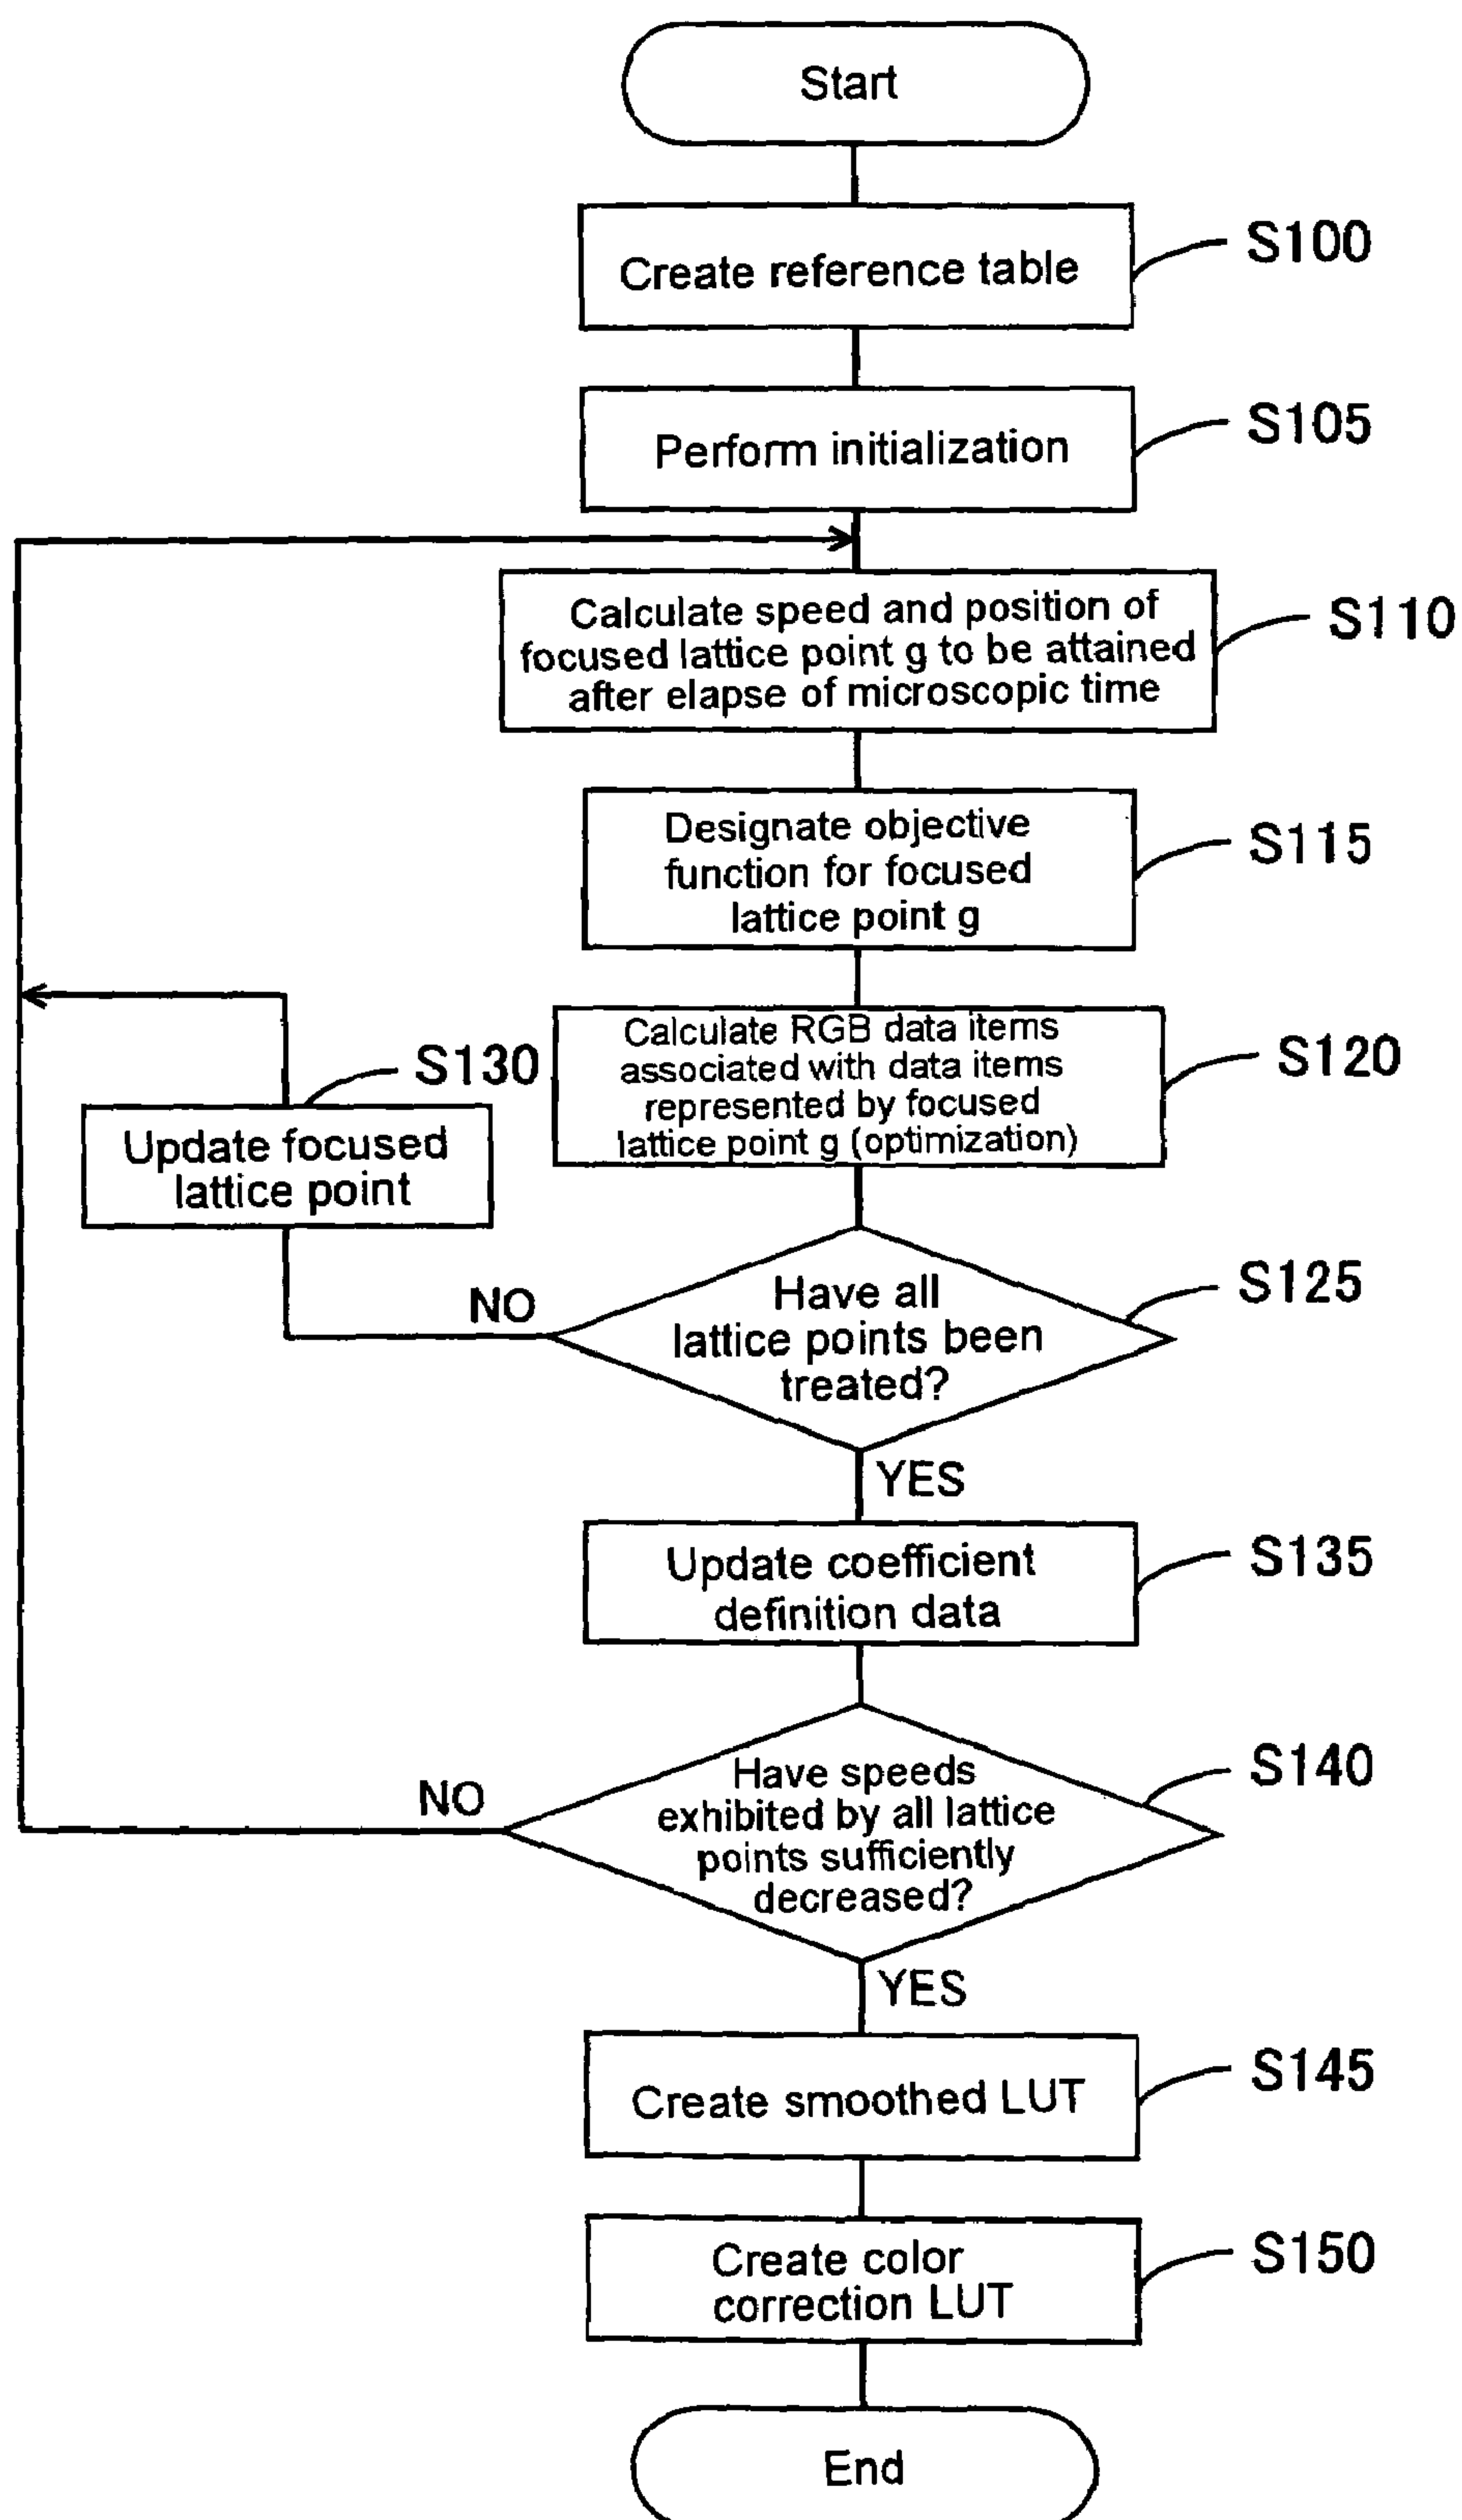 Start
Create reference table
S100
Perform initialization
S105
Calculate speed and position of
focused lattice point g to be attained
after elapse of microscopic time
S110
Designate objective
function for focused
lattice point g
S115
Calculate RGB data items
associated with data items
represented by focused
lattice point g (optimization)
S120
S130
Update focused
lattice point
NO
Have all
lattice points been
treated?
S125
YES
Update coefficient
definition data
S135
NO
Have speeds
exhibited by all lattice
points sufficiently
decreased?
S140
YES
Create smoothed LUT
S145
Create color
correction LUT
S150
End